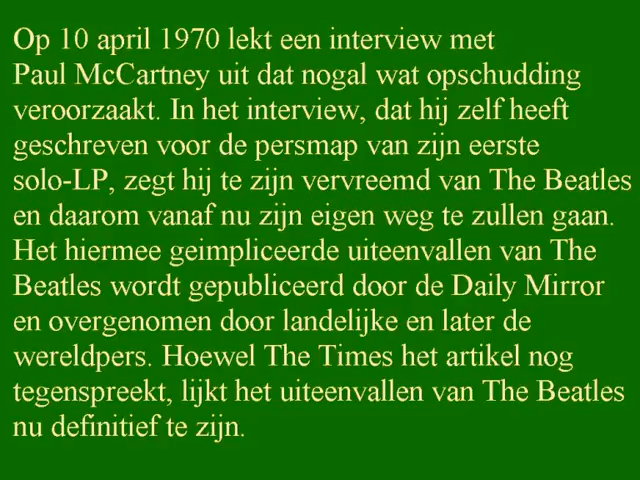 Op 10 april 1970 lekt een interview met
Paul McCartney uit dat nogal wat opschudding
veroorzaakt. In het interview, dat hij zelf heeft
geschreven voor de persmap van zijn eerste
solo-LP, zegt hij te zijn vervreemd van The Beatles
en daarom vanaf nu zijn eigen weg te zullen gaan.
Het hiermee geimpliceerde uiteenvallen van The
Beatles wordt gepubliceerd door de Daily Mirror
en overgenomen door landelijke en later de
wereldpers. Hoewel The Times het artikel nog
tegenspreekt, lijkt het uiteenvallen van The Beatles
nu definitief te zijn.